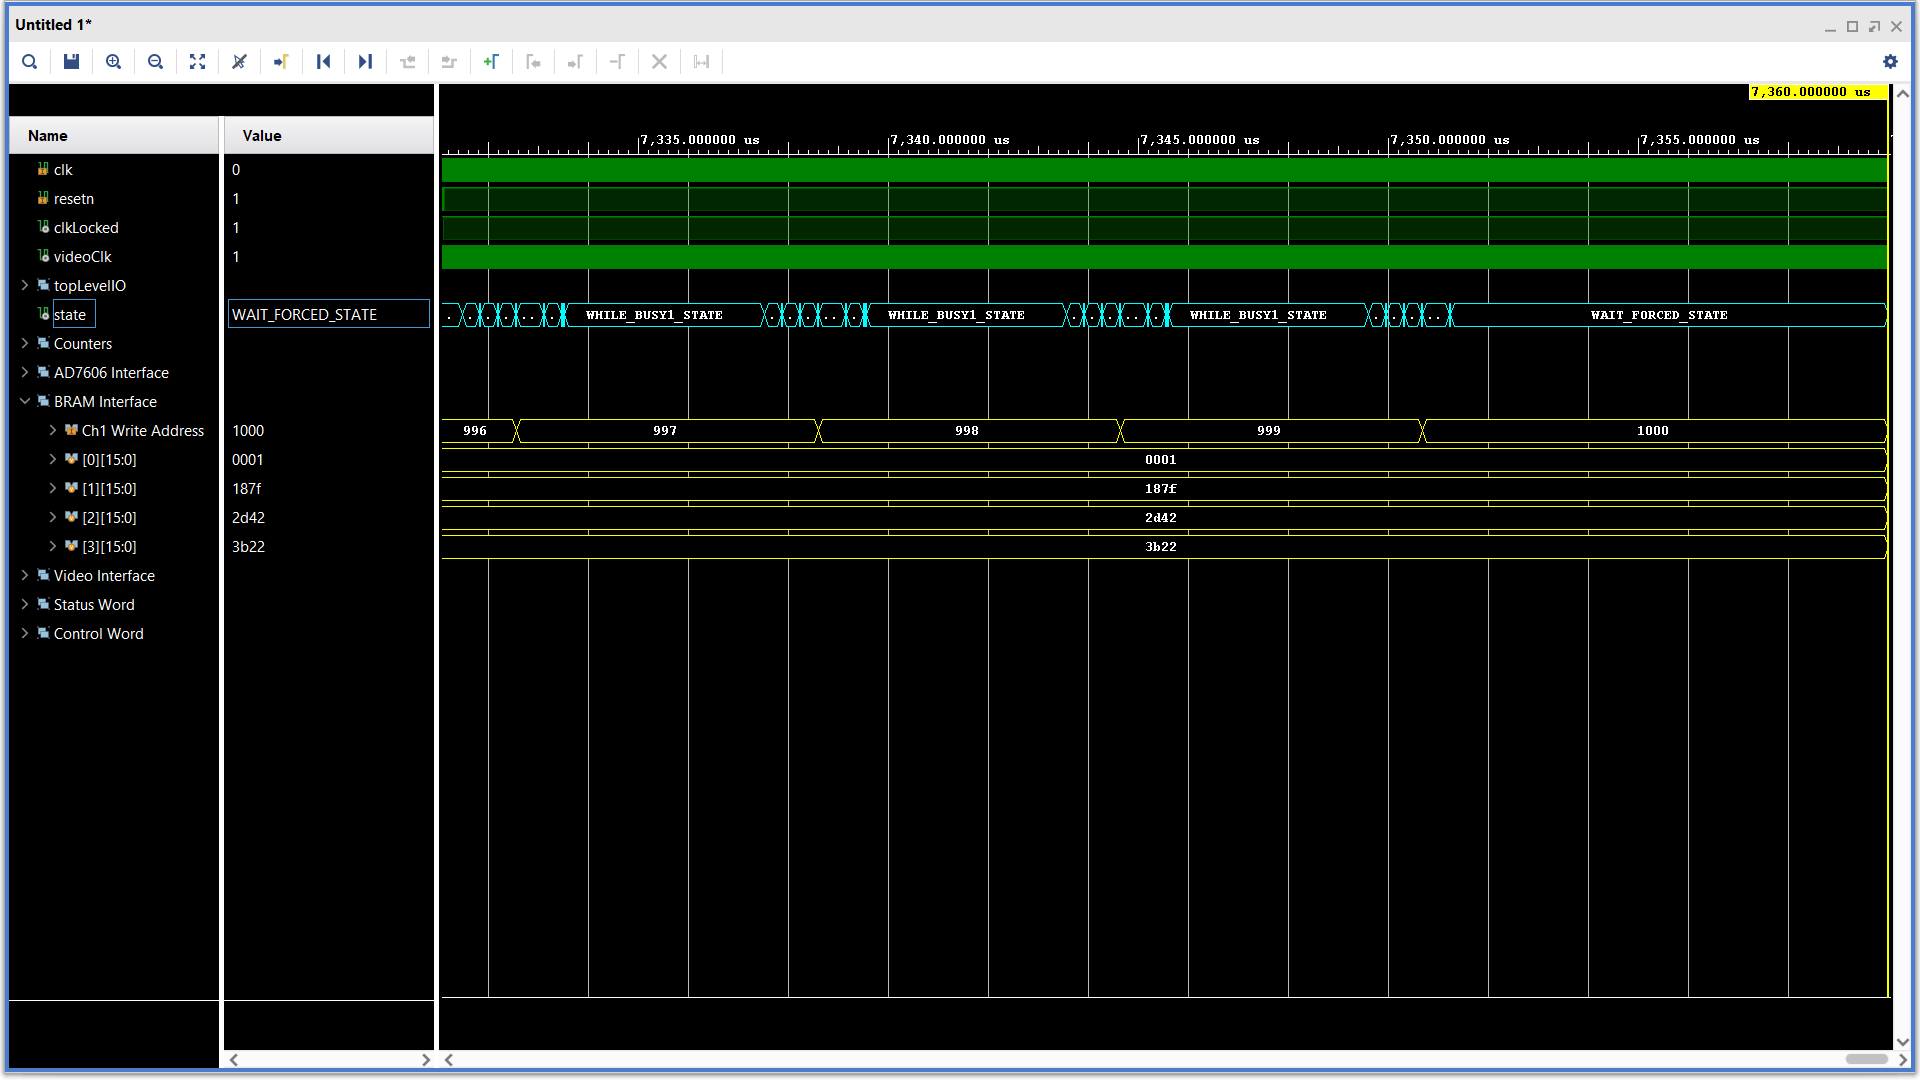 Untitled 1*
7,360.000000 us
Name Value
7,335.000000 us 7,340.000000 us 7,345.000000 us 7,350.000000 us 7,355.000000 us
clk 0
resetn 1
clkLocked 1
videoClk 1
topLevelIO
state WAIT_FORCED_STATE . . . . . .. . WHILE_BUSY1_STATE . . . .. . WHILE_BUSY1_STATE . . . .. . WHILE_BUSY1_STATE . . . .. WAIT_FORCED_STATE
Counters
AD7606 Interface
BRAM Interface
Ch1 Write Address 1000 996 997 998 999 1000
[0][15:0] 0001 0001
[1][15:0] 187f 187f
[2][15:0] 2d42 2d42
[3][15:0] 3b22 3b22
Video Interface
Status Word
Control Word